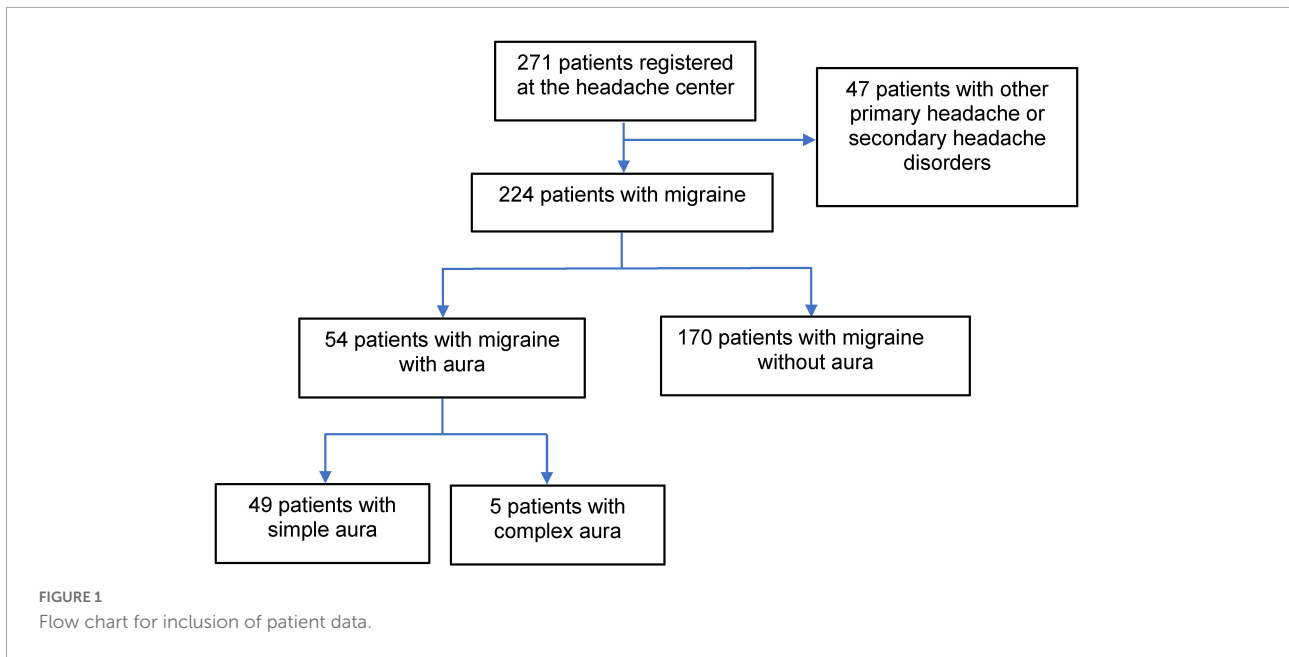 271 patients registered
at the headache center
47 patients with other
primary headache or
secondary headache
disorders
224 patients with migraine
54 patients with migraine
with aura
170 patients with migraine
without aura
49 patients with
simple aura
5 patients with
complex aura
FIGURE 1
Flow chart for inclusion of patient data.